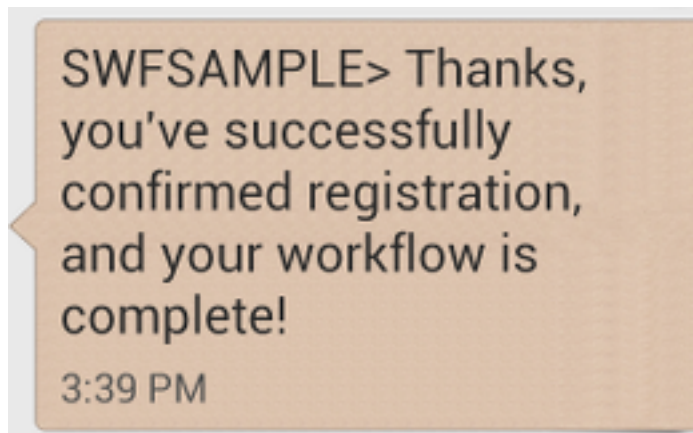 SWFSAMPLE> Thanks,
you've successfully
confirmed registration,
and your workflow is
complete!
3:39 PM